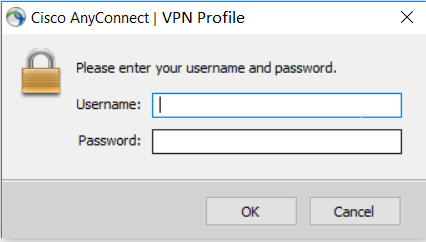 Cisco AnyConnect | VPN Profile
Please enter your username and password.
Username:
Password:
OK Cancel